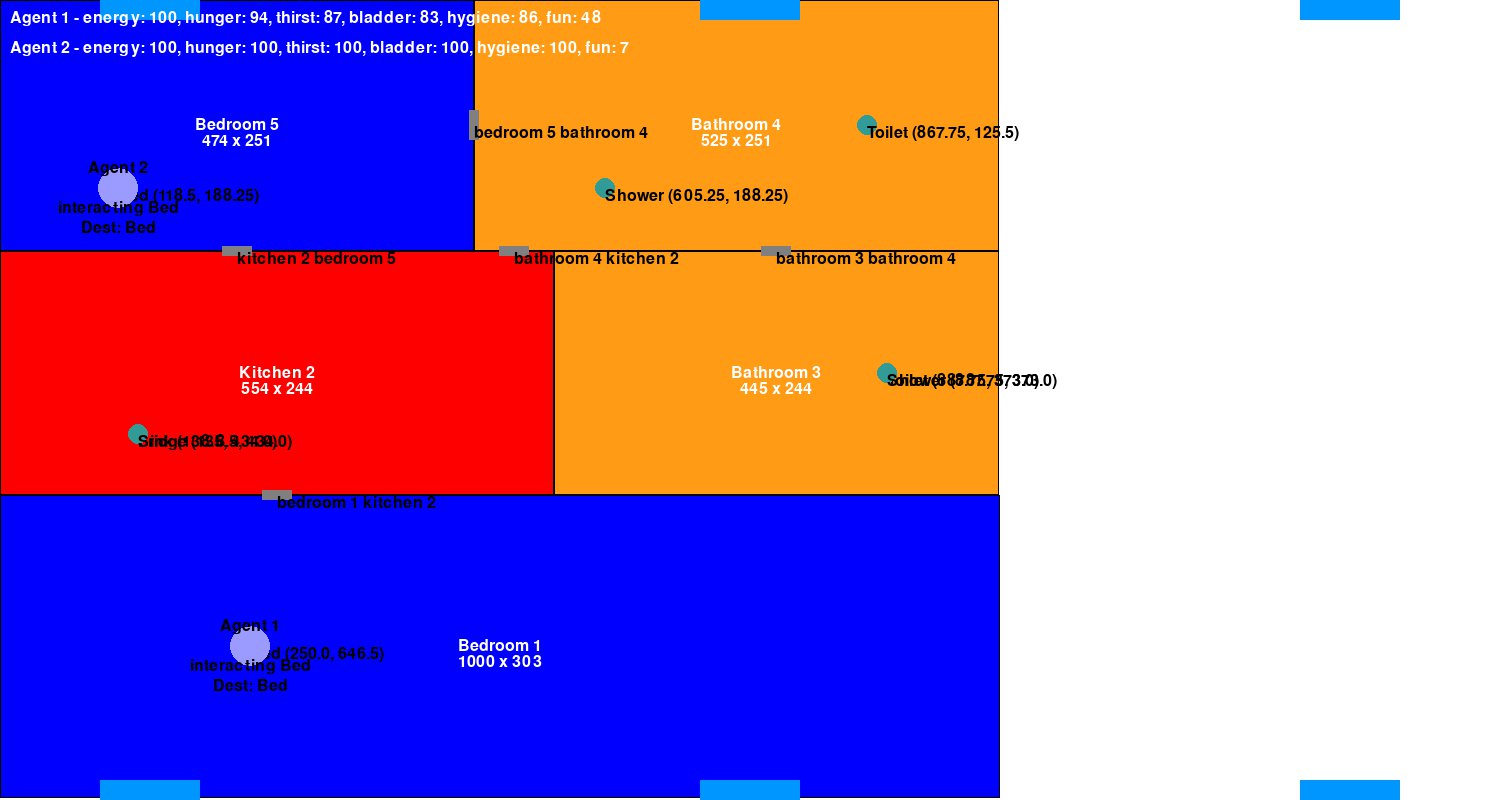 Agent 1 - energy: 100, hunger: 94, thirst: 87, bladder: 83, hygiene: 86, fun: 48
Agent 2 - energy: 100, hunger: 100, thirst: 100, bladder: 100, hygiene: 100, fun: 7
Bedroom 5
474 x 251
bedroom 5 bathroom 4
Bathroom 4
525 x 251
Toilet (867.75, 125.5)
Agent 2
(118.5, 188.25)
interacting Bed
Dest: Bed
Shower (605.25, 188.25)
kitchen 2 bedroom 5
bathroom 4 kitchen 2
bathroom 3 bathroom 4
Kitchen 2
554 x 244
Bathroom 3
445 x 244
bedroom 1 kitchen 2
Agent 1
(250.0, 646.5)
interacting Bed
Dest: Bed
Bedroom 1
1000 x 303